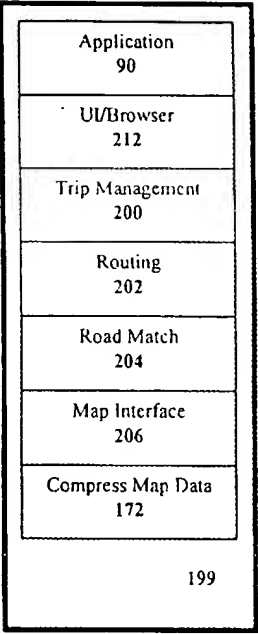 Application
90
UI/Browser
212
Trip Management
200
Routing
202
Road Match
204
Map Interface
206
Compress Map Data
172
199